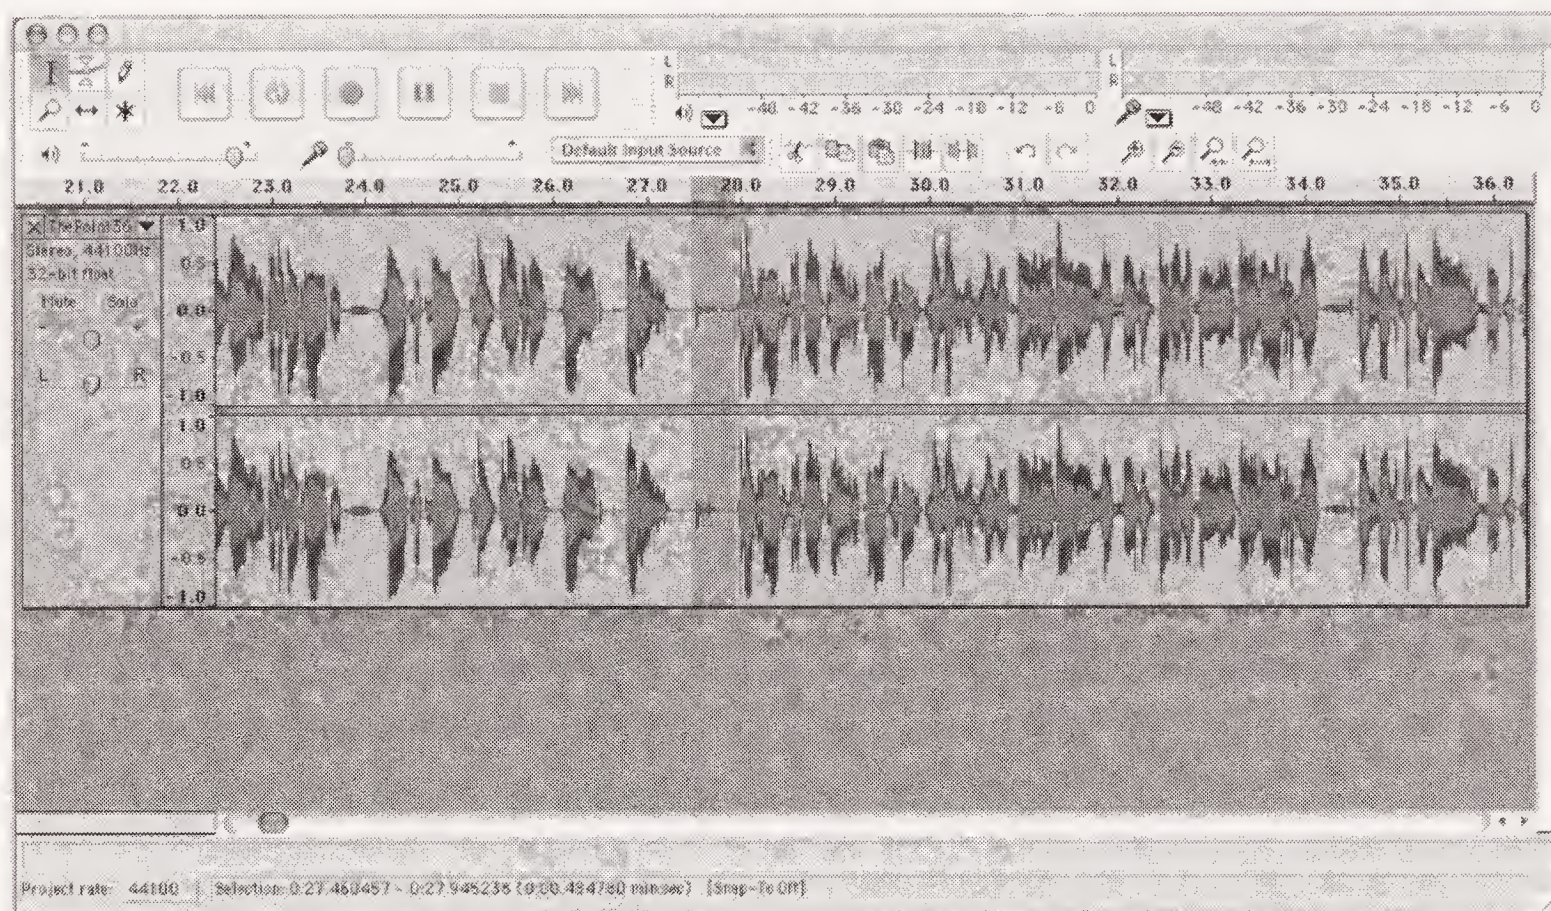 L
R
-48 -42 -36 -30 -24 -18 -12 -6 0
L
R
-48 -42 -36 -30 -24 -18 -12 -6 0
Default Input Source
21.0 22.0 23.0 24.0 25.0 26.0 27.0 28.0 29.0 30.0 31.0 32.0 33.0 34.0 35.0 36.0
ThePoint36
Stereo, 44100Hz
32-bit float
Mute Solo
- +
L R
1.0
0.5
0.0
-0.5
-1.0
1.0
0.5
0.0
-0.5
-1.0
Project rate: 44100 Selection: 0:27.460457 - 0:27.945236 (0:00.484780 min:sec) [Snap-To Off]